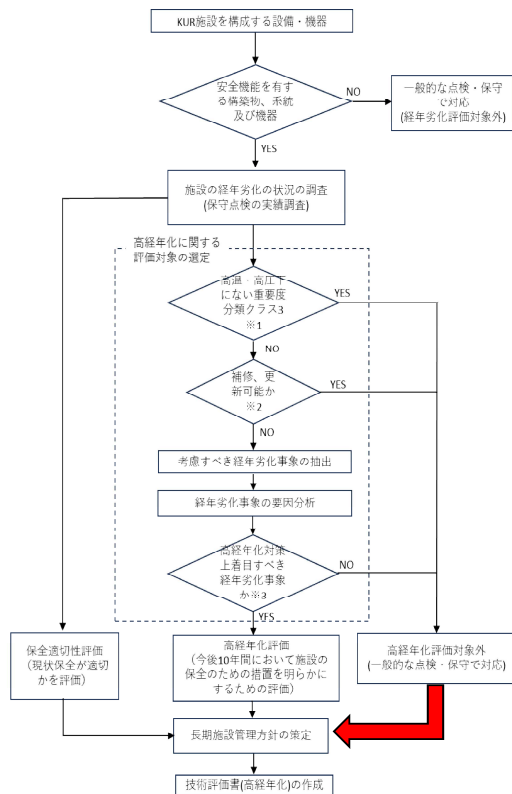 KUR施設を構成する設備・機器
安全機能を有す
る構築物、系統
及び機器
NO
一般的な点検・保守
で対応
(経年劣化評価対象外)
YES
施設の経年劣化の状況の調査
(保守点検の実績調査)
高経年化に関する
評価対象の選定
高温・高圧下
にない重要度
分類クラス3
※1
YES
NO
補修、更
新可能か
※2
YES
NO
考慮すべき経年劣化事象の抽出
経年劣化事象の要因分析
高経年化対策
上着目すべき
経年劣化事象
か※3
NO
YES
保全適切性評価
(現状保全が適切
かを評価)
高経年化評価
(今後10年間において施設の
保全のための措置を明らかに
するための評価)
高経年化評価対象外
(一般的な点検・保守で対応)
長期施設管理方針の策定
技術評価書(高経年化)の作成